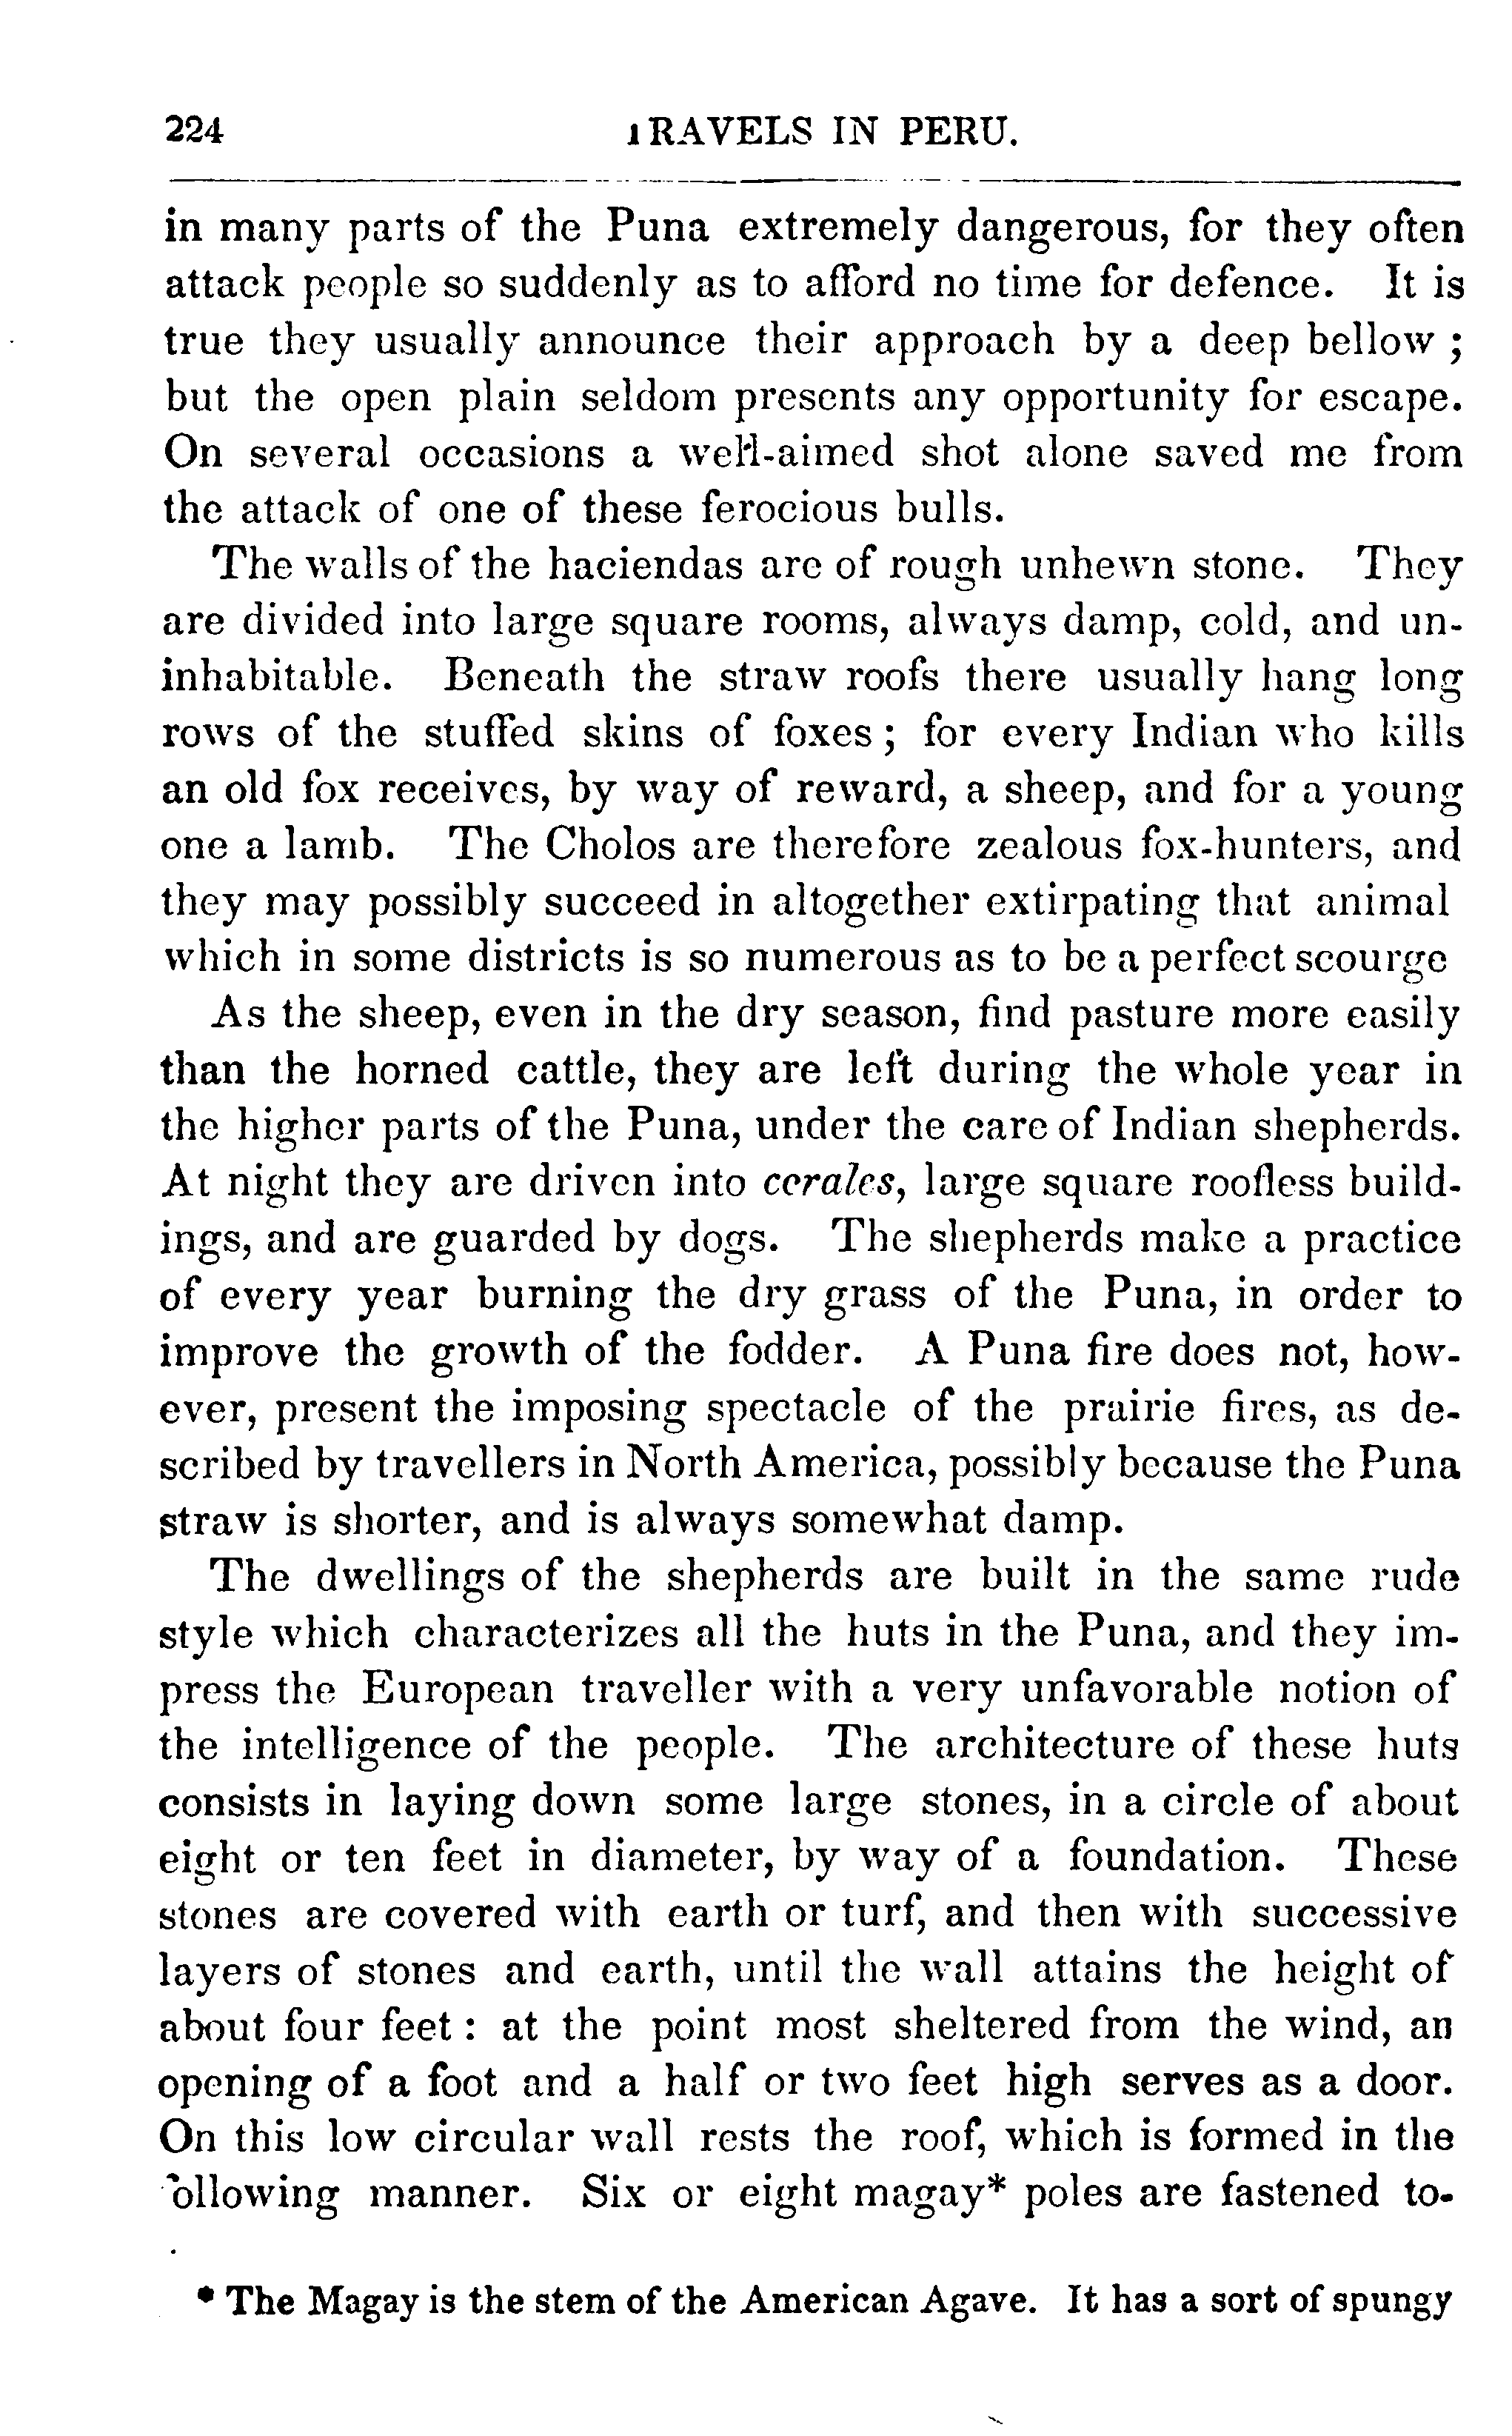 224 TRAVELS IN PERU.
in many parts of the Puna extremely dangerous, for they often
attack people so suddenly as to afford no time for defence. It is
true they usually announce their approach by a deep bellow ;
but the open plain seldom presents any opportunity for escape.
On several occasions a well-aimed shot alone saved me from
the attack of one of these ferocious bulls.
The walls of the haciendas are of rough unhewn stone. They
are divided into large square rooms, always damp, cold, and un-
inhabitable. Beneath the straw roofs there usually hang long
rows of the stuffed skins of foxes ; for every Indian who kills
an old fox receives, by way of reward, a sheep, and for a young
one a lamb. The Cholos are therefore zealous fox-hunters, and
they may possibly succeed in altogether extirpating that animal
which in some districts is so numerous as to be a perfect scourge
As the sheep, even in the dry season, find pasture more easily
than the horned cattle, they are left during the whole year in
the higher parts of the Puna, under the care of Indian shepherds.
At night they are driven into corales, large square roofless build-
ings, and are guarded by dogs. The shepherds make a practice
of every year burning the dry grass of the Puna, in order to
improve the growth of the fodder. A Puna fire does not, how-
ever, present the imposing spectacle of the prairie fires, as de-
scribed by travellers in North America, possibly because the Puna
straw is shorter, and is always somewhat damp.
The dwellings of the shepherds are built in the same rude
style which characterizes all the huts in the Puna, and they im-
press the European traveller with a very unfavorable notion of
the intelligence of the people. The architecture of these huts
consists in laying down some large stones, in a circle of about
eight or ten feet in diameter, by way of a foundation. These
stones are covered with earth or turf, and then with successive
layers of stones and earth, until the wall attains the height of
about four feet : at the point most sheltered from the wind, an
opening of a foot and a half or two feet high serves as a door.
On this low circular wall rests the roof, which is formed in the
following manner. Six or eight magay* poles are fastened to-
* The Magay is the stem of the American Agave. It has a sort of spungy